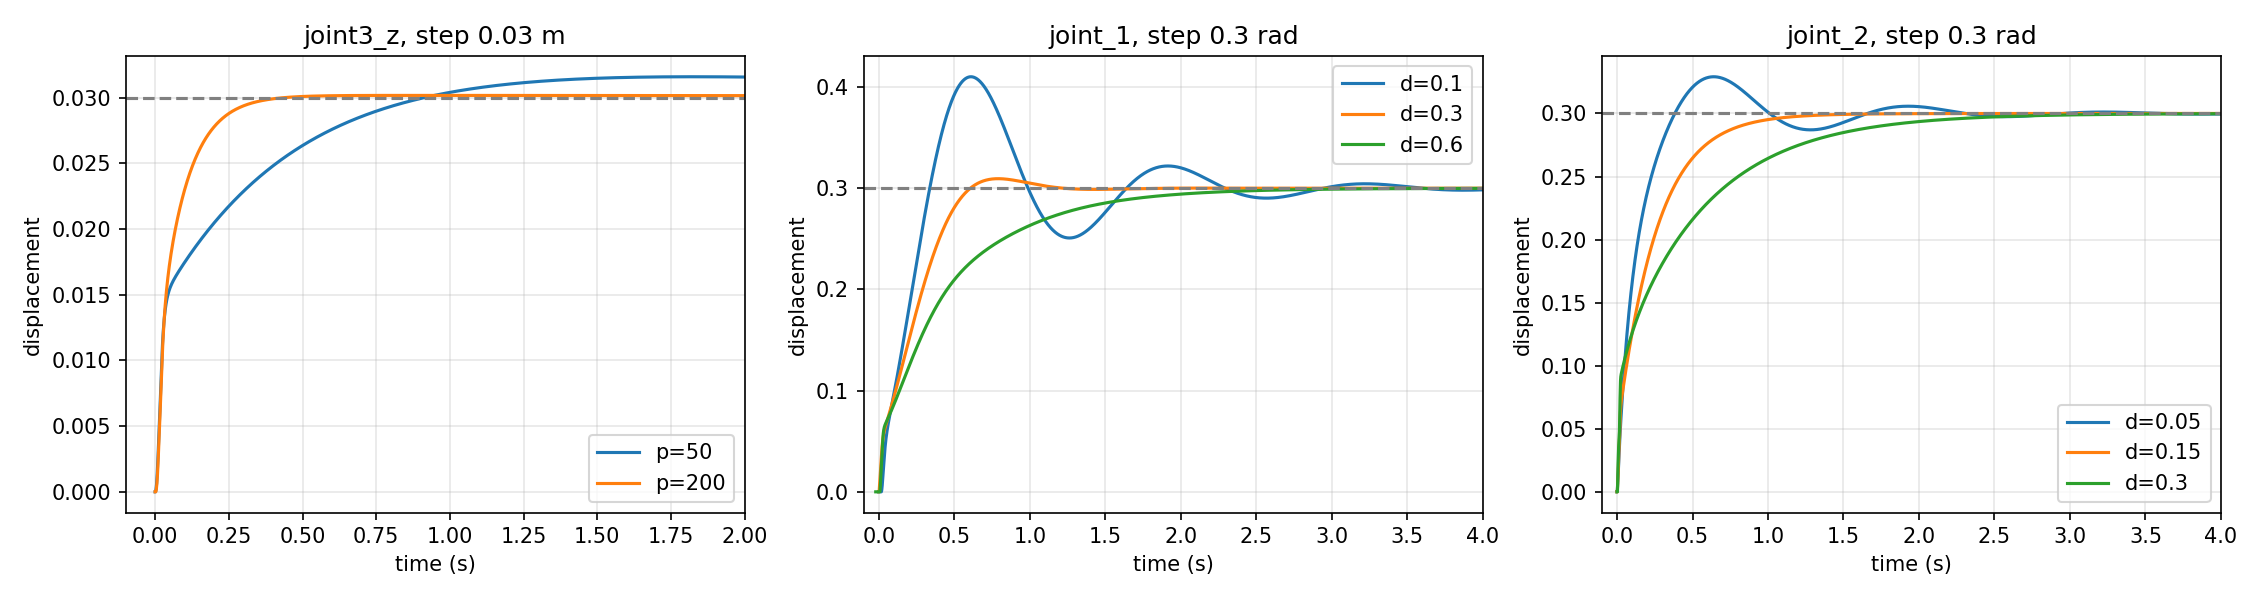 joint3_z, step 0.03 m
displacement
0.030
0.025
0.020
0.015
0.010
0.005
0.000
p=50
p=200
0.00 0.25 0.50 0.75 1.00 1.25 1.50 1.75 2.00
time (s)
joint_1, step 0.3 rad
displacement
0.4
0.3
0.2
0.1
0.0
d=0.1
d=0.3
d=0.6
0.0 0.5 1.0 1.5 2.0 2.5 3.0 3.5 4.0
time (s)
joint_2, step 0.3 rad
displacement
0.30
0.25
0.20
0.15
0.10
0.05
0.00
d=0.05
d=0.15
d=0.3
0.0 0.5 1.0 1.5 2.0 2.5 3.0 3.5 4.0
time (s)